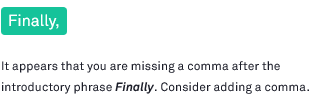 Finally,
It appears that you are missing a comma after the
introductory phrase Finally. Consider adding a comma.